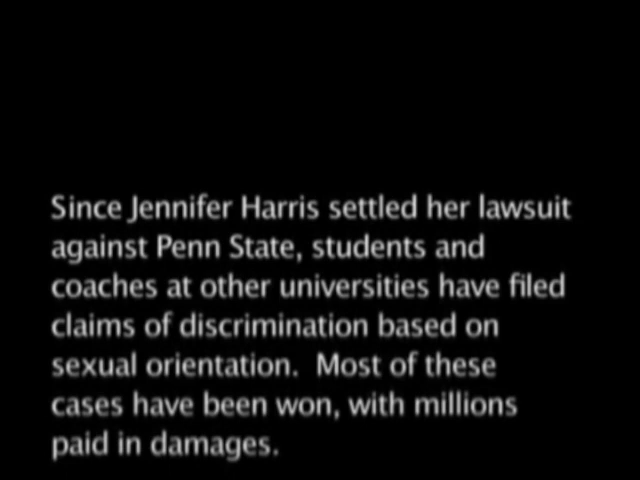 Since Jennifer Harris settled her lawsuit
against Penn State, students and
coaches at other universities have filed
claims of discrimination based on
sexual orientation.  Most of these
cases have been won, with millions
paid in damages.